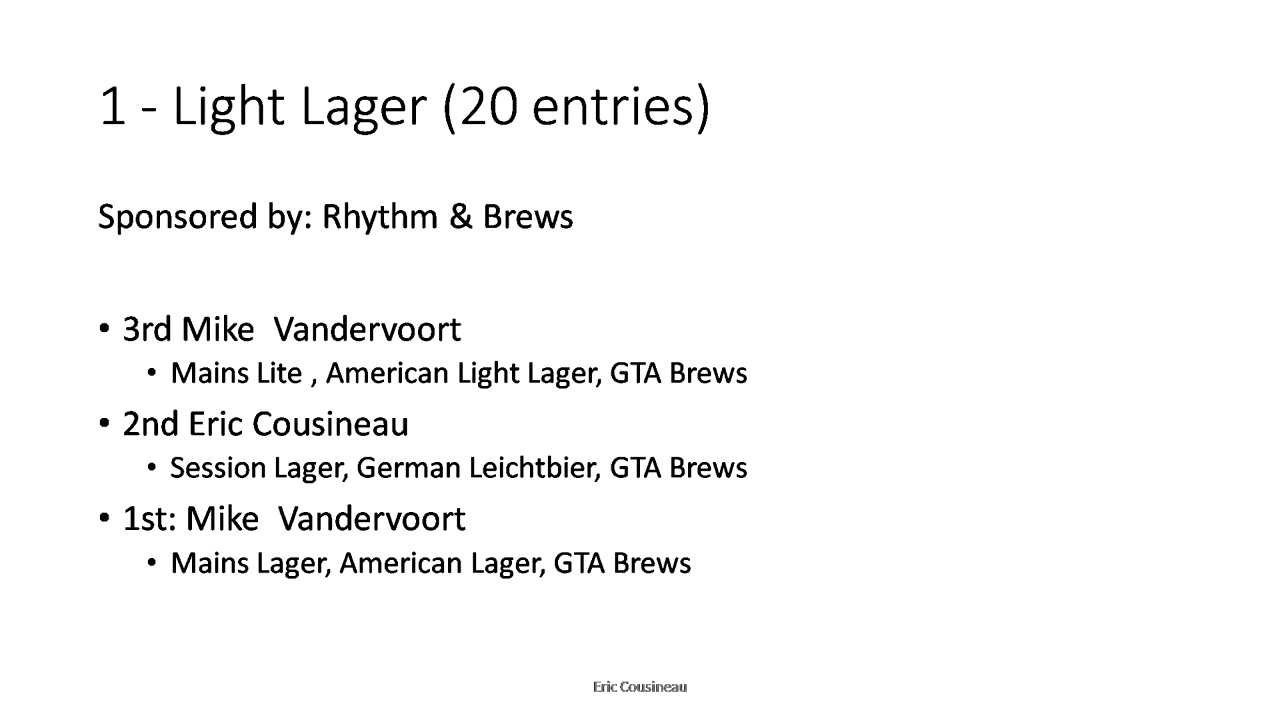 1 - Light Lager (20 entries)
Sponsored by: Rhythm & Brews
• 3rd Mike  Vandervoort
• Mains Lite , American Light Lager, GTA Brews
• 2nd Eric Cousineau
• Session Lager, German Leichtbier, GTA Brews
• 1st: Mike  Vandervoort
• Mains Lager, American Lager, GTA Brews
Eric Cousineau